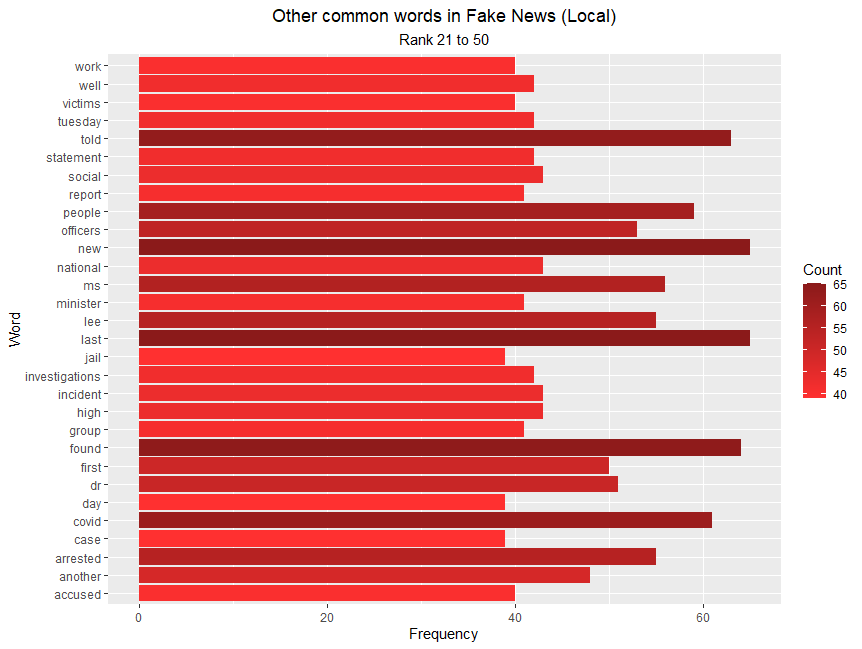 Other common words in Fake News (Local)
Rank 21 to 50
work
well
victims
tuesday
told
statement
social
report
people
officers
new
national
ms
minister
lee
last
jail
investigations
incident
high
group
found
first
dr
day
covid
case
arrested
another
accused
Word
0 20 40 60
Frequency
Count
65
60
55
50
45
40